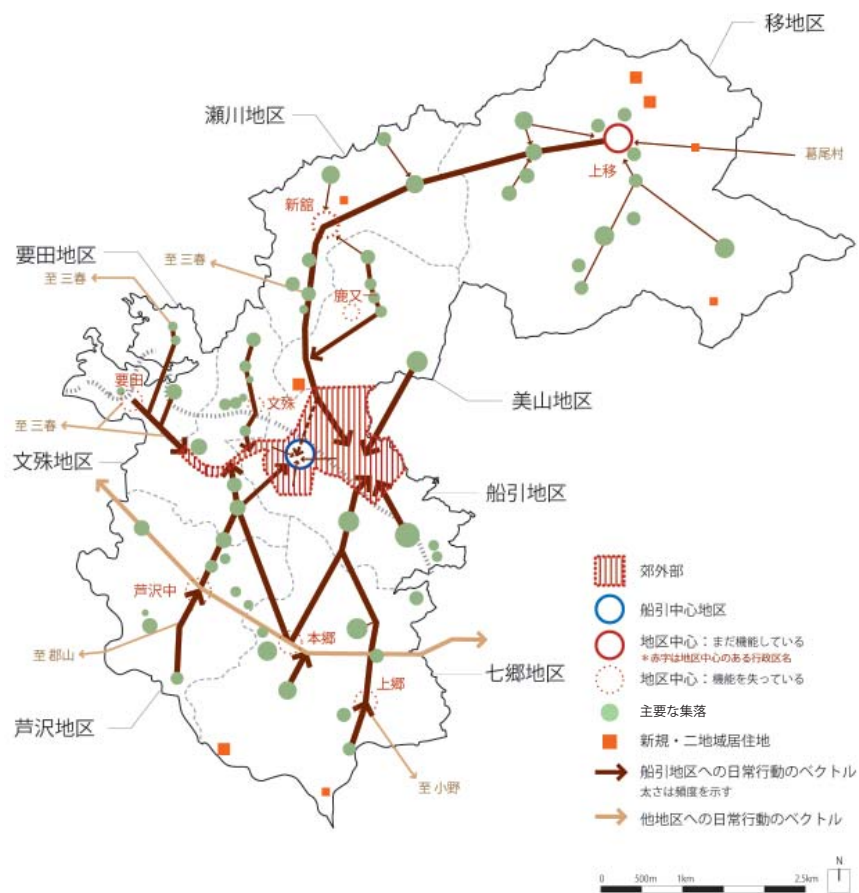 移地区
瀬川地区
葛尾村
上移
新舘
要田地区
至三春
至三春
鹿又一
要田
文殊
美山地区
至三春
文殊地区
船引地区
芦沢中
本郷
至郡山
七郷地区
上郷
芦沢地区
至 小野
郊外部
船引中心地区
地区中心：まだ機能している
＊赤字は地区中心のある行政区名
地区中心：機能を失っている
主要な集落
新規・二地域居住地
船引地区への日常行動のベクトル
太さは頻度を示す
他地区への日常行動のベクトル
N
0 500m 1km 2.5km